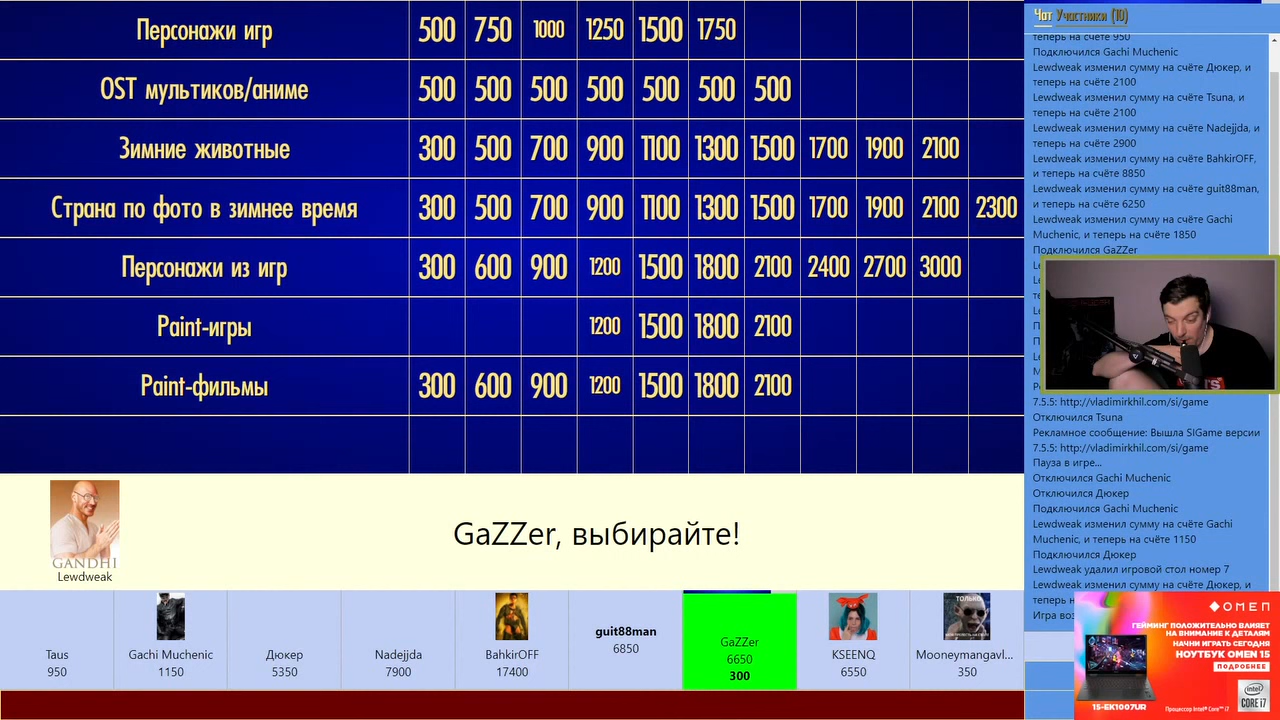 Персонажи игр 500 750 1000 1250 1500 1750
OST мультиков/аниме 500 500 500 500 500 500 500
Зимние животные 300 500 700 900 1100 1300 1500 1700 1900 2100
Страна по фото в зимнее время 300 500 700 900 1100 1300 1500 1700 1900 2100 2300
Персонажи из игр 300 600 900 1200 1500 1800 2100 2400 2700 3000
Paint-игры 1200 1500 1800 2100
Paint-фильмы 300 600 900 1200 1500 1800 2100
GaZZer, выбирайте!
GANDHI
Lewdweak
ТОЛЬКО
guit88man
6850
Taus
950
Gachi Muchenic
1150
Дюкер
5350
Nadejjda
7900
BahkirOFF
17400
GaZZer
6650
300
KSEENQ
6550
Mooneymangavl...
350
Чат Участники (10)
теперь на счёте 950
Подключился Gachi Muchenic
Lewdweak изменил сумму на счёте Дюкер, и
теперь на счёте 2100
Lewdweak изменил сумму на счёте Tsuna, и
теперь на счёте 2100
Lewdweak изменил сумму на счёте Nadejjda, и
теперь на счёте 2900
Lewdweak изменил сумму на счёте BahkirOFF,
и теперь на счёте 8850
Lewdweak изменил сумму на счёте guit88man,
и теперь на счёте 6250
Lewdweak изменил сумму на счёте Gachi
Muchenic, и теперь на счёте 1850
Подключился GaZZer
7.5.5: http://vladimirkhil.com/si/game
Отключился Tsuna
Рекламное сообщение: Вышла SIGame версии
7.5.5: http://vladimirkhil.com/si/game
Пауза в игре...
Отключился Gachi Muchenic
Отключился Дюкер
Подключился Gachi Muchenic
Lewdweak изменил сумму на счёте Gachi
Muchenic, и теперь на счёте 1150
Подключился Дюкер
Lewdweak удалил игровой стол номер 7
Lewdweak изменил сумму на счёте Дюкер, и
Игра
ОМЕП
ГЕЙМИНГ ПОЛОЖИТЕЛЬНО ВЛИЯЕТ
НА ВНИМАНИЕ К ДЕТАЛЯМ
НАЧНИ ИГРАТЬ СЕГОДНЯ
НОУТБУК OMEN 15
ПОДРОБНЕЕ
intel
CORE i7
15-EK1007UR
Процессор Intel® Core™ i7